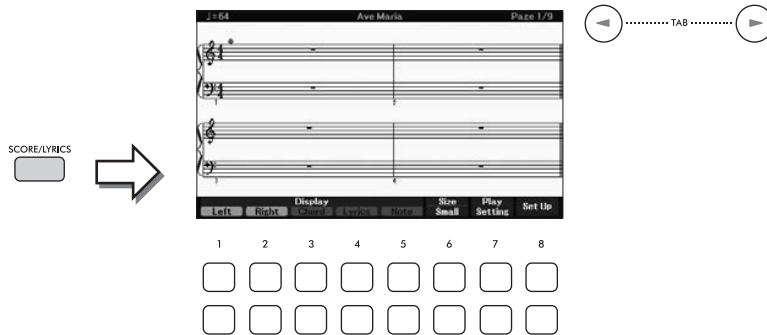 ♩=64 Ave Maria Page 1/9
TAB
1 2
SCORE/LYRICS
3 4
Display
Left Right Chord Lyrics Note Size Small Play Setting Set Up
1 2 3 4 5 6 7 8